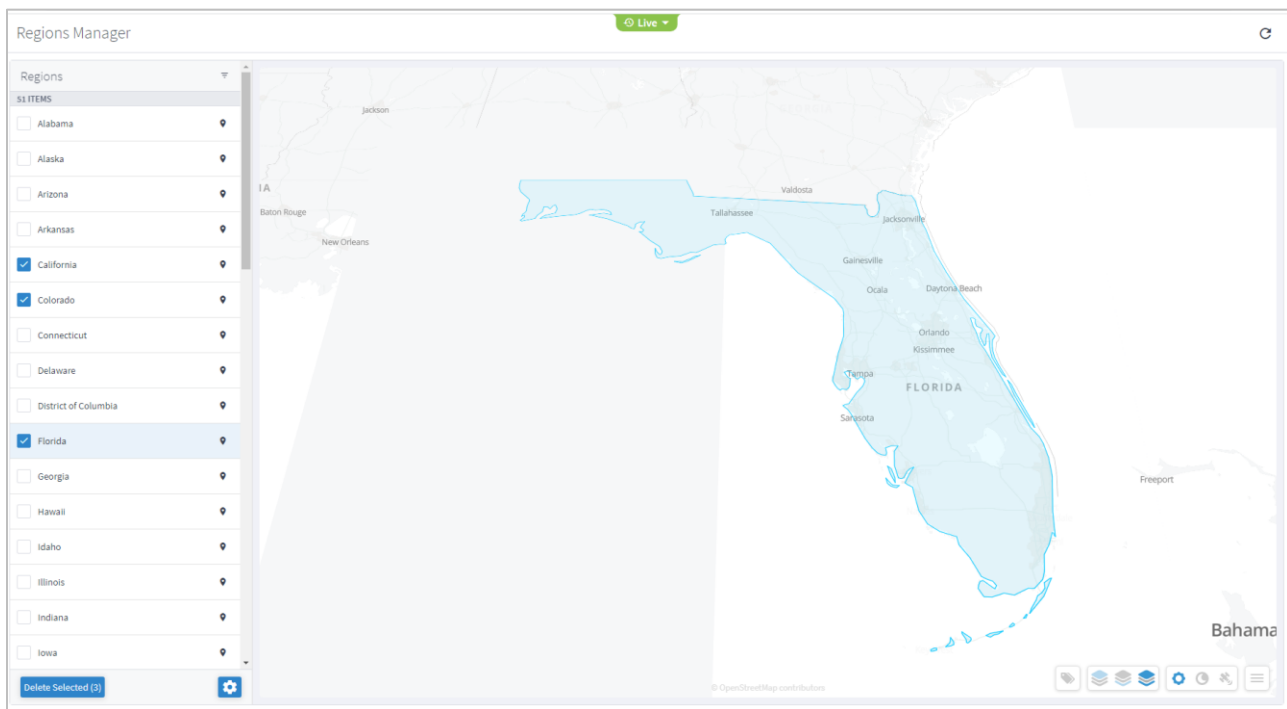 Live
Regions Manager
Regions
51 ITEMS
Alabama
Alaska
Arizona
Arkansas
California
Colorado
Connecticut
Delaware
District of Columbia
Florida
Georgia
Hawaii
Idaho
Illinois
Indiana
Iowa
Delete Selected (3)
Jackson
IA
Baton Rouge
New Orleans
Valdosta
Tallahassee
Jacksonville
Gainesville
Ocala
Daytona Beach
Orlando
Kissimmee
Tampa
FLORIDA
Sarasota
Freeport
Bahama
© OpenStreetMap contributors